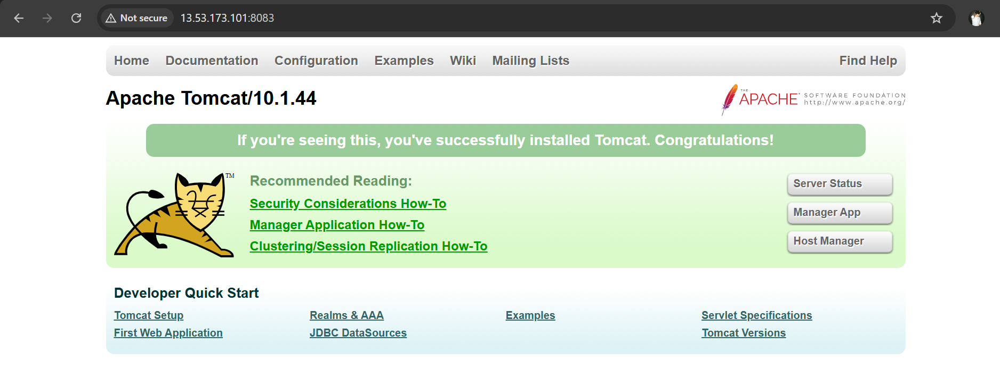 Not secure 13.53.173.101:8083
Home Documentation Configuration Examples Wiki Mailing Lists Find Help
Apache Tomcat/10.1.44
THE APACHE® SOFTWARE FOUNDATION
http://www.apache.org/
If you're seeing this, you've successfully installed Tomcat. Congratulations!
TM
Recommended Reading:
Security Considerations How-To
Manager Application How-To
Clustering/Session Replication How-To
Server Status
Manager App
Host Manager
Developer Quick Start
Tomcat Setup Realms & AAA Examples Servlet Specifications
First Web Application JDBC DataSources Tomcat Versions